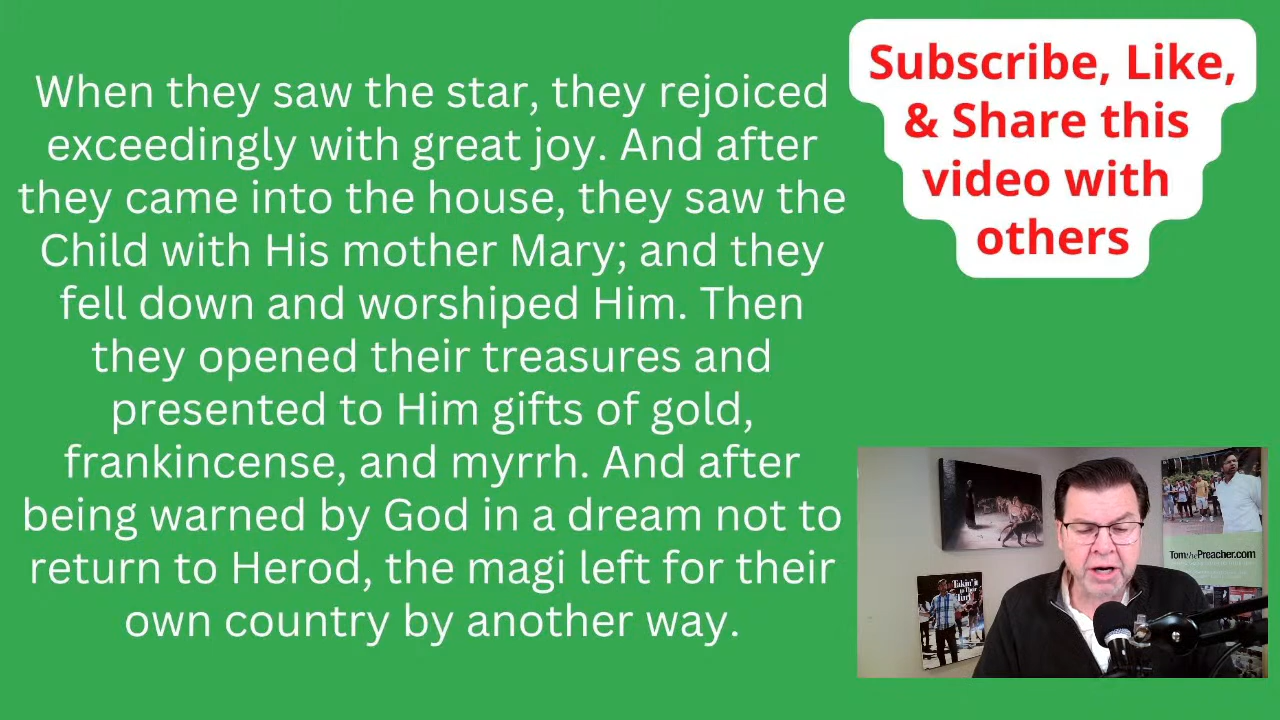 When they saw the star, they rejoiced
exceedingly with great joy. And after
they came into the house, they saw the
Child with His mother Mary; and they
fell down and worshiped Him. Then
they opened their treasures and
presented to Him gifts of gold,
frankincense, and myrrh. And after
being warned by God in a dream not to
return to Herod, the magi left for their
own country by another way.
Subscribe, Like,
& Share this
video with
others
TomthePreacher.com
Takin' it